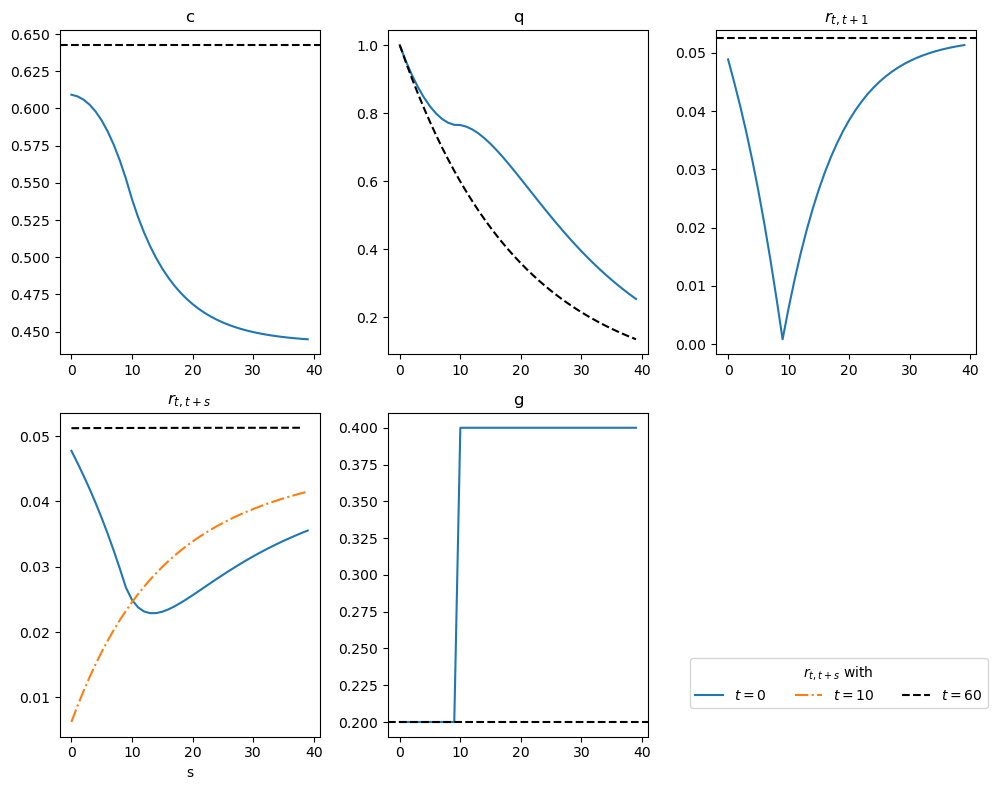 c
0.650
0.625
0.600
0.575
0.550
0.525
0.500
0.475
0.450
0 10 20 30 40
q
1.0
0.8
0.6
0.4
0.2
0 10 20 30 40
r_{t,t+1}
0.05
0.04
0.03
0.02
0.01
0.00
0 10 20 30 40
r_{t,t+s}
0.05
0.04
0.03
0.02
0.01
0 10 20 30 40
s
g
0.400
0.375
0.350
0.325
0.300
0.275
0.250
0.225
0.200
0 10 20 30 40
r_{t,t+s} with
t = 0 t = 10 t = 60